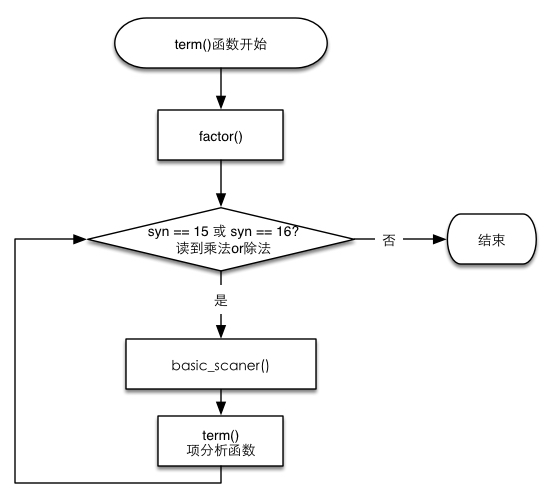 term()函数开始
factor()
syn == 15 或 syn == 16?
读到乘法or除法
否
结束
是
basic_scaner()
term()
项分析函数